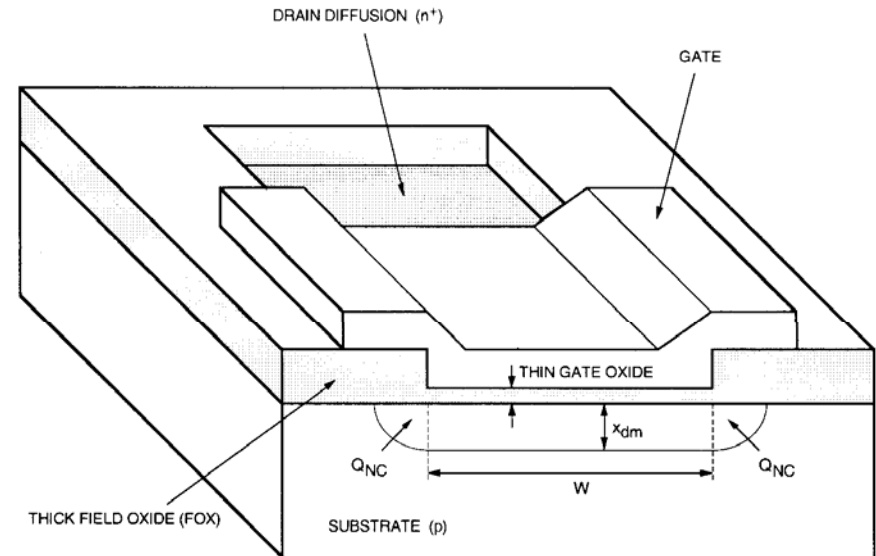 DRAIN DIFFUSION (n⁺)
GATE
THIN GATE OXIDE
x_dm
Q_NC
Q_NC
W
THICK FIELD OXIDE (FOX)
SUBSTRATE (p)